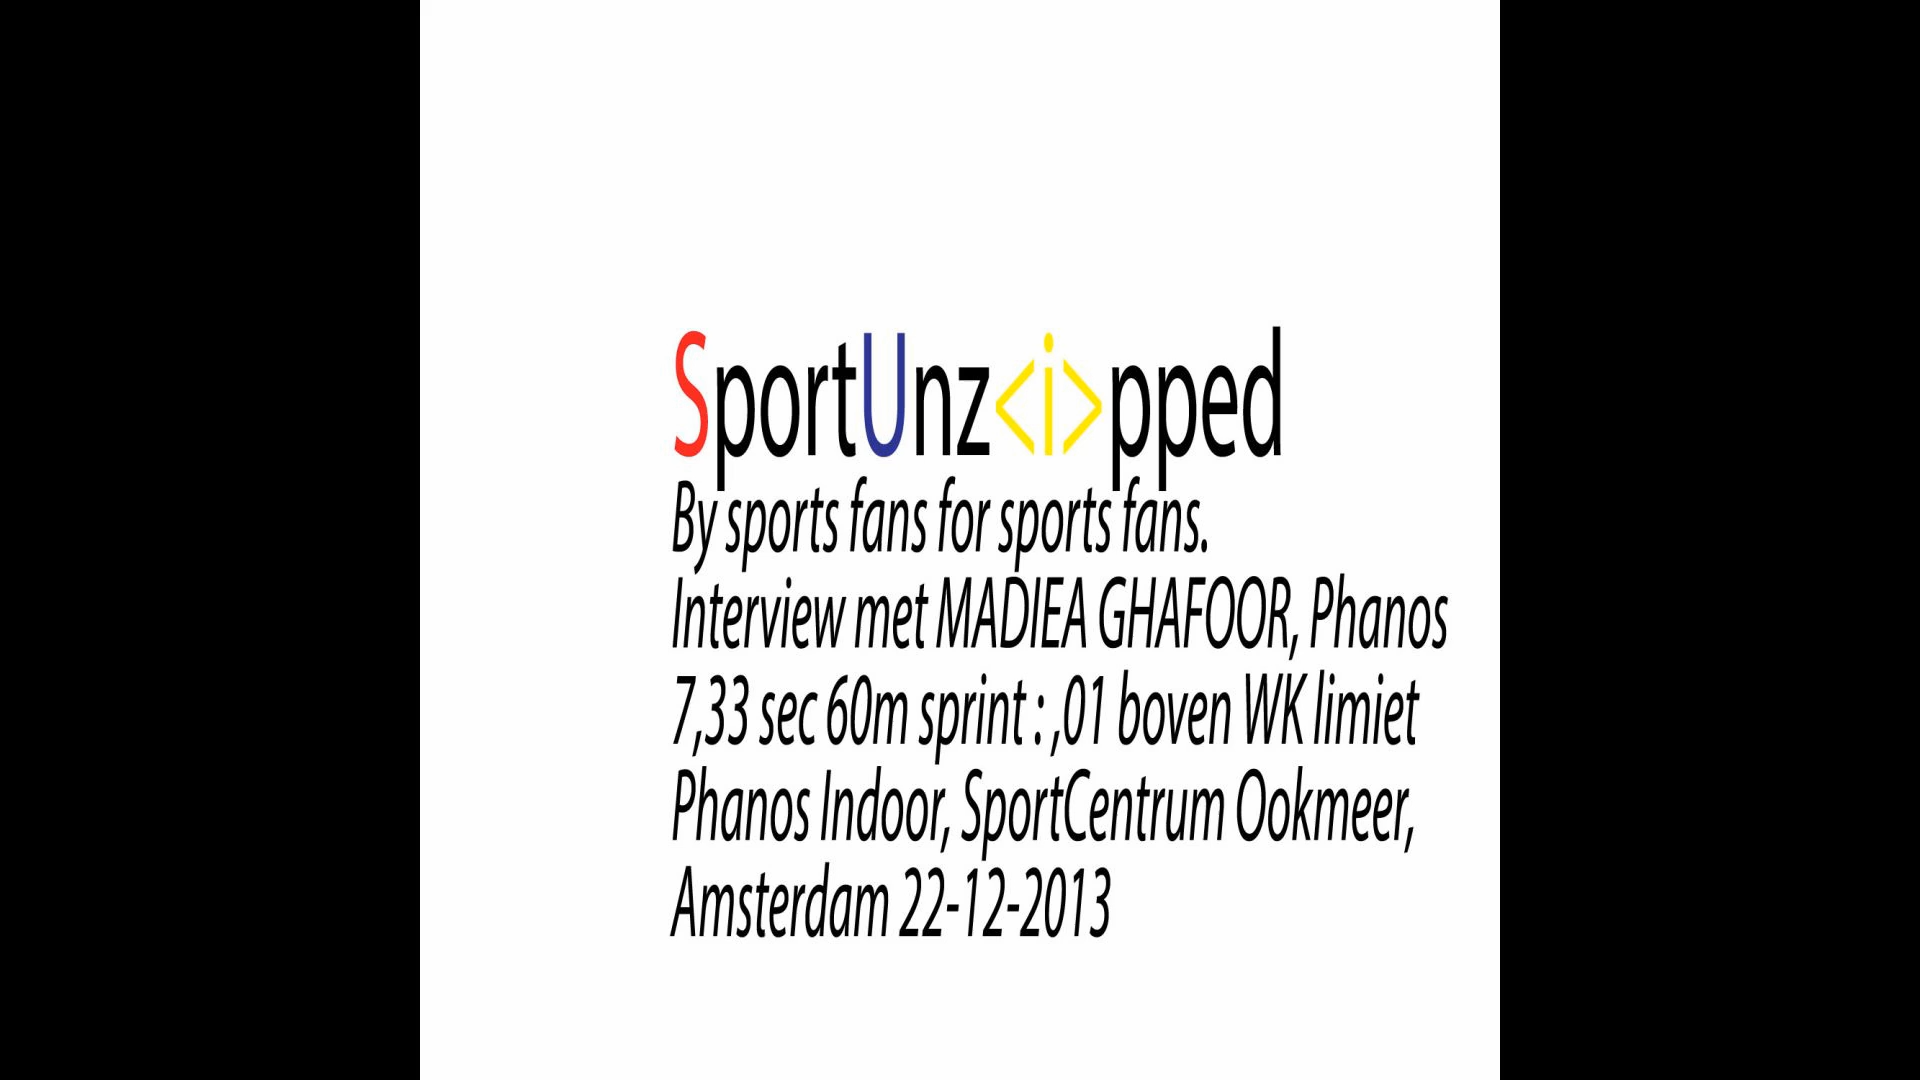 SportUnz<i>pped
By sports fans for sports fans.
Interview met MADIEA GHAFOOR, Phanos
7,33 sec 60m sprint : ,01 boven WK limiet
Phanos Indoor, SportCentrum Ookmeer,
Amsterdam 22-12-2013